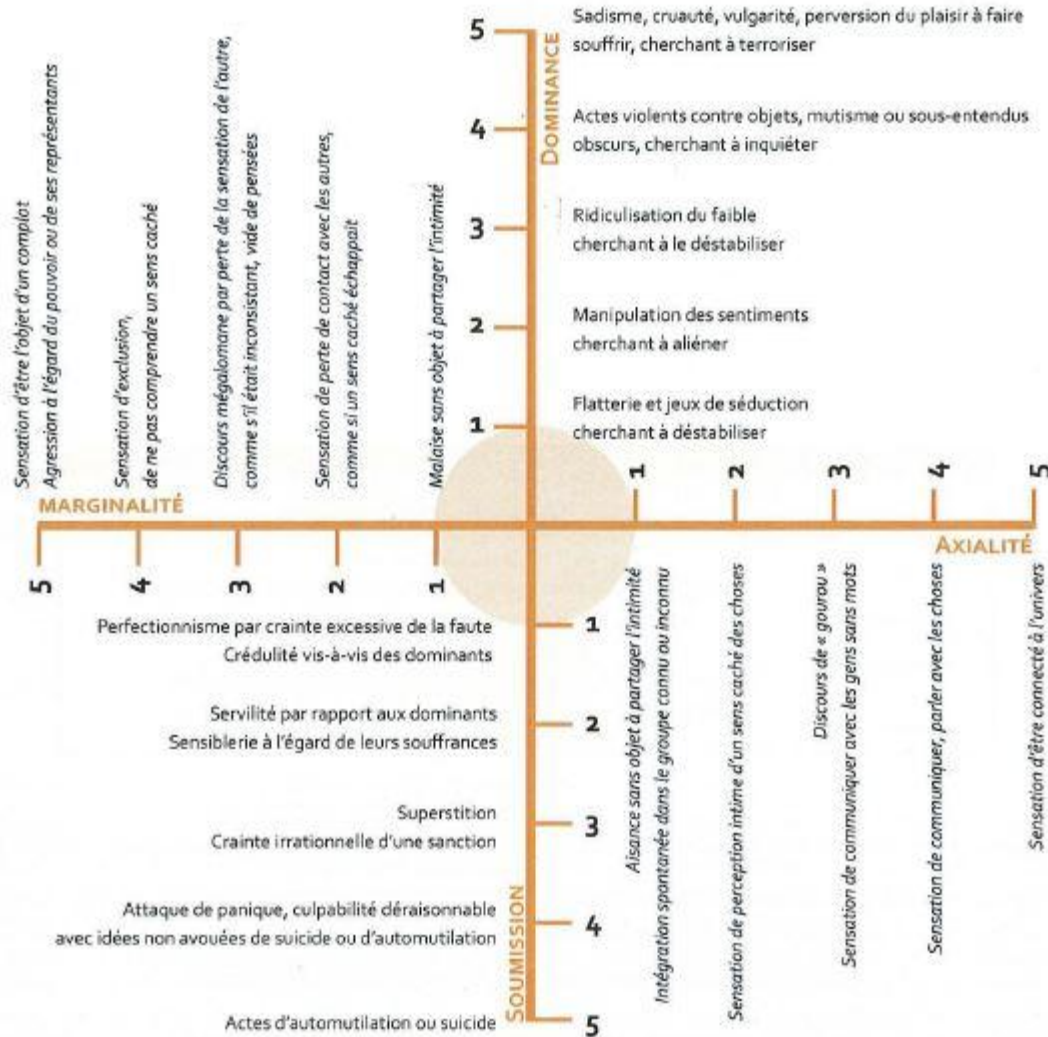 5
Sadisme, cruauté, vulgarité, perversion du plaisir à faire
souffrir, cherchant à terroriser
DOMINANCE
4
Actes violents contre objets, mutisme ou sous-entendus
obscurs, cherchant à inquiéter
3
Ridiculisation du faible
cherchant à le déstabiliser
2
Manipulation des sentiments
cherchant à aliéner
1
Flatterie et jeux de séduction
cherchant à déstabiliser
Sensation d'être l'objet d'un complot
Agression à l'égard du pouvoir ou de ses représentants
Sensation d'exclusion,
de ne pas comprendre un sens caché
Discours mégalomane par perte de la sensation de l'autre,
comme s'il était inconsistant, vide de pensées
Sensation de perte de contact avec les autres,
comme si un sens caché échappait
Malaise sans objet à partager l'intimité
MARGINALITÉ
5
4
3
2
1
1
2
3
4
5
AXIALITÉ
Aisance sans objet à partager l'intimité
Intégration spontanée dans le groupe connu ou inconnu
Sensation de perception intime d'un sens caché des choses
Discours de « gourou »
Sensation de communiquer avec les gens sans mots
Sensation de communiquer, parler avec les choses
Sensation d'être connecté à l'univers
Perfectionnisme par crainte excessive de la faute
Crédulité vis-à-vis des dominants
1
Servilité par rapport aux dominants
Sensiblerie à l'égard de leurs souffrances
2
Superstition
Crainte irrationnelle d'une sanction
3
Attaque de panique, culpabilité déraisonnable
avec idées non avouées de suicide ou d'automutilation
4
SOUMISSION
Actes d'automutilation ou suicide
5